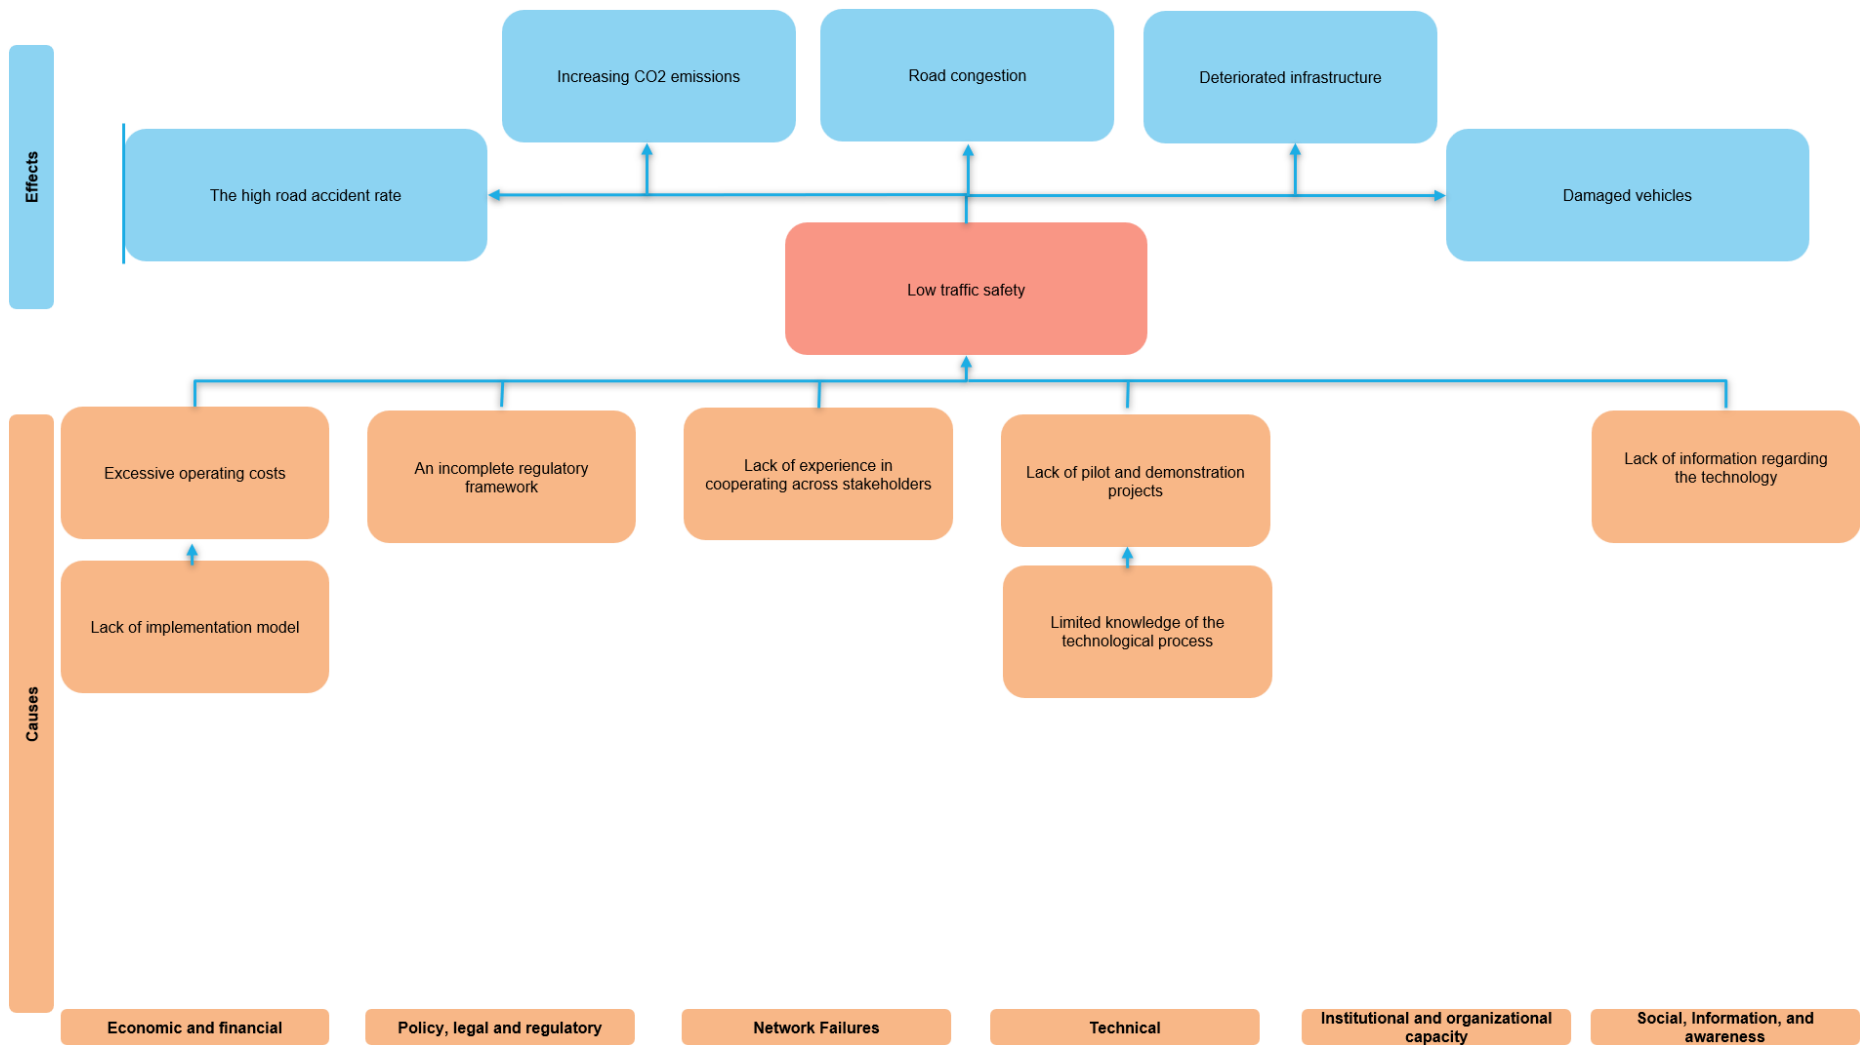 Effects
Increasing CO2 emissions
Road congestion
Deteriorated infrastructure
The high road accident rate
Damaged vehicles
Low traffic safety
Causes
Excessive operating costs
An incomplete regulatory
framework
Lack of experience in
cooperating across stakeholders
Lack of pilot and demonstration
projects
Lack of information regarding
the technology
Lack of implementation model
Limited knowledge of the
technological process
Economic and financial
Policy, legal and regulatory
Network Failures
Technical
Institutional and organizational
capacity
Social, Information, and
awareness